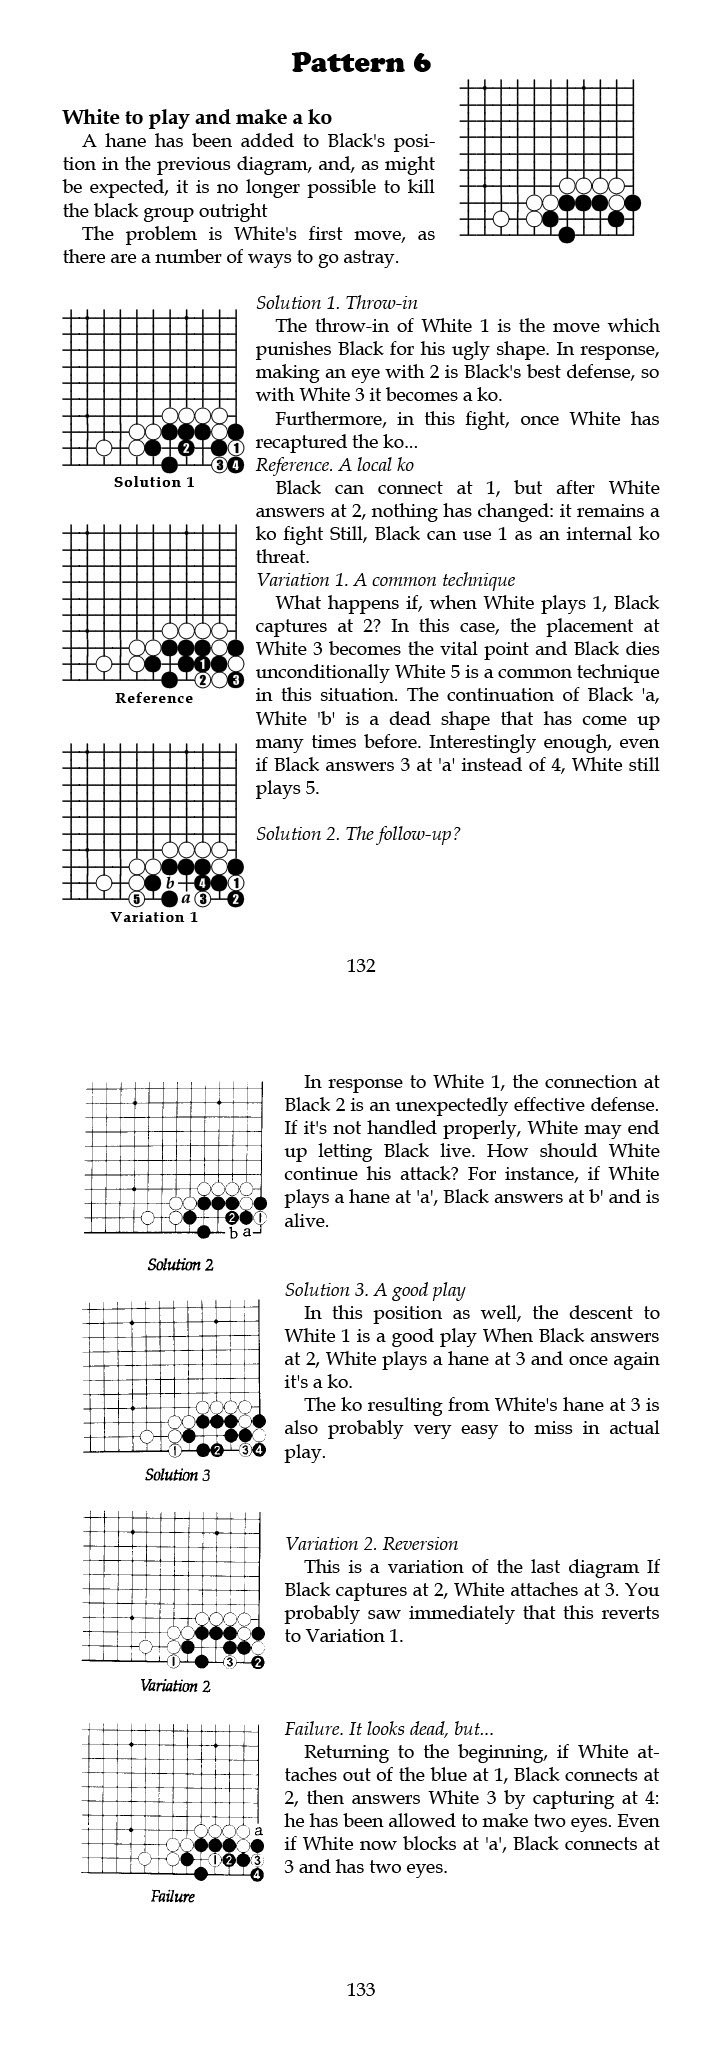 Pattern 6
White to play and make a ko
A hane has been added to Black's posi-
tion in the previous diagram, and, as might
be expected, it is no longer possible to kill
the black group outright
The problem is White's first move, as
there are a number of ways to go astray.
Solution 1. Throw-in
The throw-in of White 1 is the move which
punishes Black for his ugly shape. In response,
making an eye with 2 is Black's best defense, so
with White 3 it becomes a ko.
Furthermore, in this fight, once White has
recaptured the ko...
2 1
3 4
Solution 1
Reference. A local ko
Black can connect at 1, but after White
answers at 2, nothing has changed: it remains a
ko fight Still, Black can use 1 as an internal ko
threat.
1
2 3
Reference
Variation 1. A common technique
What happens if, when White plays 1, Black
captures at 2? In this case, the placement at
White 3 becomes the vital point and Black dies
unconditionally White 5 is a common technique
in this situation. The continuation of Black 'a,
White 'b' is a dead shape that has come up
many times before. Interestingly enough, even
if Black answers 3 at 'a' instead of 4, White still
plays 5.
b 4 1
5 a 3 2
Variation 1
Solution 2. The follow-up?
132
In response to White 1, the connection at
Black 2 is an unexpectedly effective defense.
If it's not handled properly, White may end
up letting Black live. How should White
continue his attack? For instance, if White
plays a hane at 'a', Black answers at b' and is
alive.
2 1
b a
Solution 2
Solution 3. A good play
In this position as well, the descent to
White 1 is a good play When Black answers
at 2, White plays a hane at 3 and once again
it's a ko.
The ko resulting from White's hane at 3 is
also probably very easy to miss in actual
play.
1 2 3 4
Solution 3
Variation 2. Reversion
This is a variation of the last diagram If
Black captures at 2, White attaches at 3. You
probably saw immediately that this reverts
to Variation 1.
1 3 2
Variation 2
Failure. It looks dead, but...
Returning to the beginning, if White at-
taches out of the blue at 1, Black connects at
2, then answers White 3 by capturing at 4:
he has been allowed to make two eyes. Even
if White now blocks at 'a', Black connects at
3 and has two eyes.
a
1 2 3
4
Failure
133